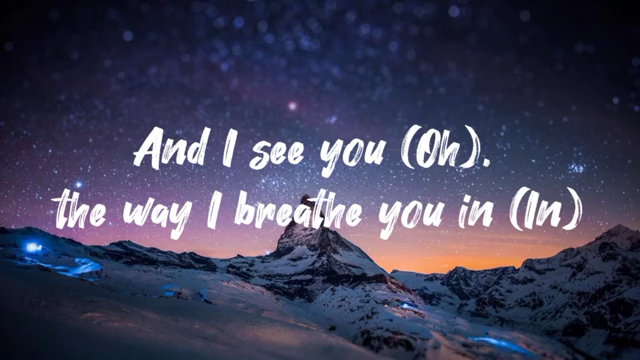 And I see you (Oh),
the way I breathe you in (In)